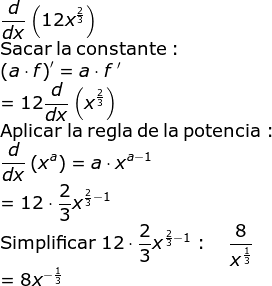 \frac{d}{dx}\left(12x^{\frac{2}{3}}\right)
Sacar la constante:
(a \cdot f)' = a \cdot f\,'
= 12\frac{d}{dx}\left(x^{\frac{2}{3}}\right)
Aplicar la regla de la potencia:
\frac{d}{dx}(x^{a}) = a \cdot x^{a-1}
= 12 \cdot \frac{2}{3}x^{\frac{2}{3}-1}
Simplificar 12 \cdot \frac{2}{3}x^{\frac{2}{3}-1} : \frac{8}{x^{\frac{1}{3}}}
= 8x^{-\frac{1}{3}}